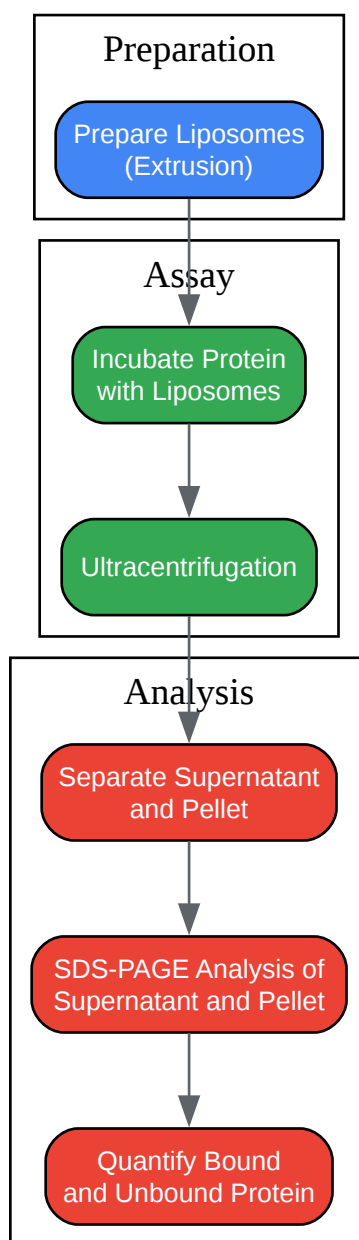 Preparation
Prepare Liposomes
(Extrusion)
Assay
Incubate Protein
with Liposomes
Ultracentrifugation
Analysis
Separate Supernatant
and Pellet
SDS-PAGE Analysis of
Supernatant and Pellet
Quantify Bound
and Unbound Protein